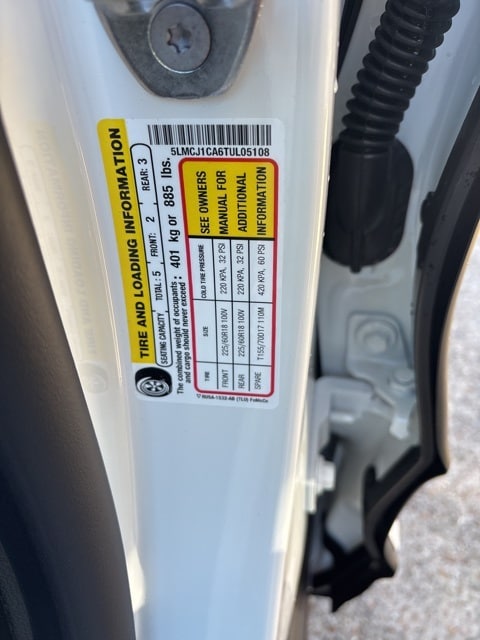 5LMCJ1CA6TUL05108
TIRE AND LOADING INFORMATION
SEATING CAPACITY, TOTAL: 5 , FRONT: 2 , REAR: 3
The combined weight of occupants : 401 kg or 885 lbs.
and cargo should never exceed :
TIRE SIZE COLD TIRE PRESSURE
FRONT 225/60R18 100V 220 KPA, 32 PSI
REAR 225/60R18 100V 220 KPA, 32 PSI
SPARE T155/70D17 110M 420 KPA, 60 PSI
SEE OWNERS
MANUAL FOR
ADDITIONAL
INFORMATION
(TLU) FoMoCo